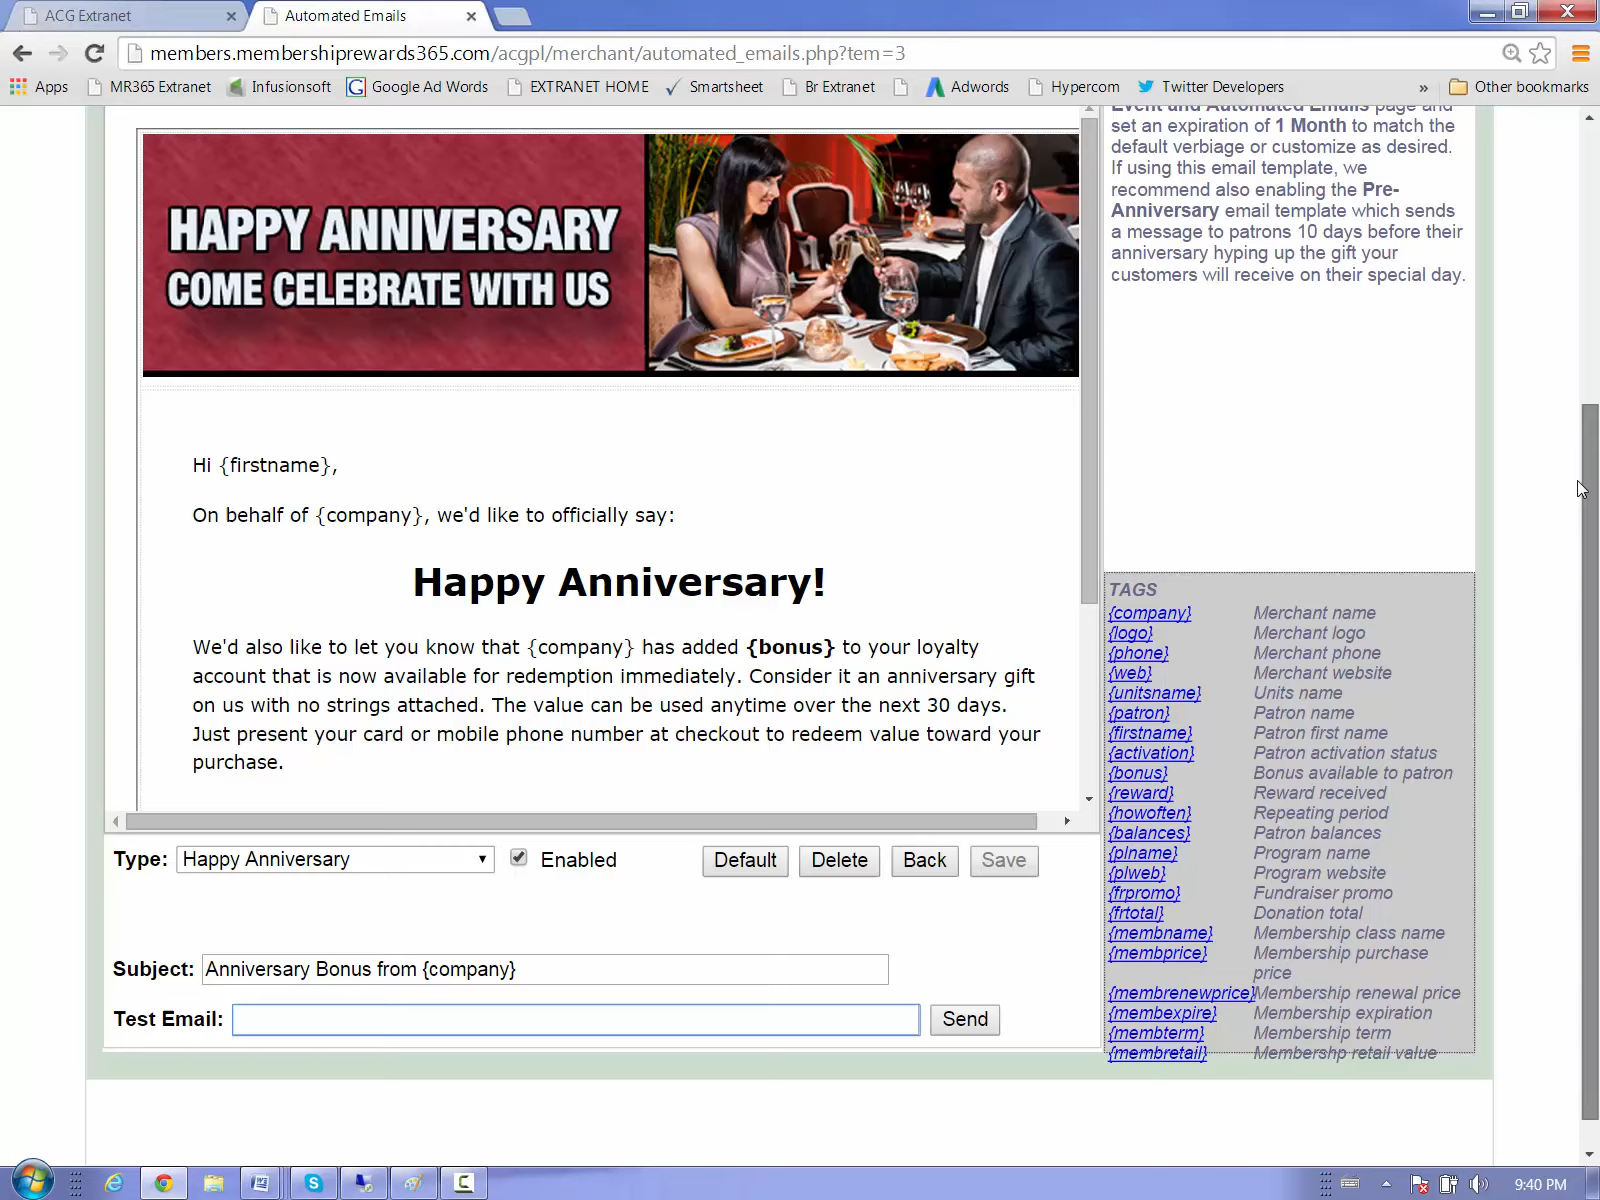 ACG Extranet
Automated Emails
members.membershiprewards365.com/acgpl/merchant/automated_emails.php?tem=3
Apps
MR365 Extranet
Infusionsoft
Google Ad Words
EXTRANET HOME
Smartsheet
Br Extranet
Adwords
Hypercom
Twitter Developers
»
Other bookmarks
HAPPY ANNIVERSARY
COME CELEBRATE WITH US
Hi {firstname},
On behalf of {company}, we'd like to officially say:
Happy Anniversary!
We'd also like to let you know that {company} has added {bonus} to your loyalty
account that is now available for redemption immediately. Consider it an anniversary gift
on us with no strings attached. The value can be used anytime over the next 30 days.
Just present your card or mobile phone number at checkout to redeem value toward your
purchase.
Type: Happy Anniversary Enabled Default Delete Back Save
Subject: Anniversary Bonus from {company}
Test Email: Send
Event and Automated Emails page and
set an expiration of 1 Month to match the
default verbiage or customize as desired.
If using this email template, we
recommend also enabling the Pre-
Anniversary email template which sends
a message to patrons 10 days before their
anniversary hyping up the gift your
customers will receive on their special day.
TAGS
{company} Merchant name
{logo} Merchant logo
{phone} Merchant phone
{web} Merchant website
{unitsname} Units name
{patron} Patron name
{firstname} Patron first name
{activation} Patron activation status
{bonus} Bonus available to patron
{reward} Reward received
{howoften} Repeating period
{balances} Patron balances
{plname} Program name
{plweb} Program website
{frpromo} Fundraiser promo
{frtotal} Donation total
{membname} Membership class name
{membprice} Membership purchase
price
{membrenewprice} Membership renewal price
{membexpire} Membership expiration
{membterm} Membership term
{membretail} Membershp retail value
9:40 PM